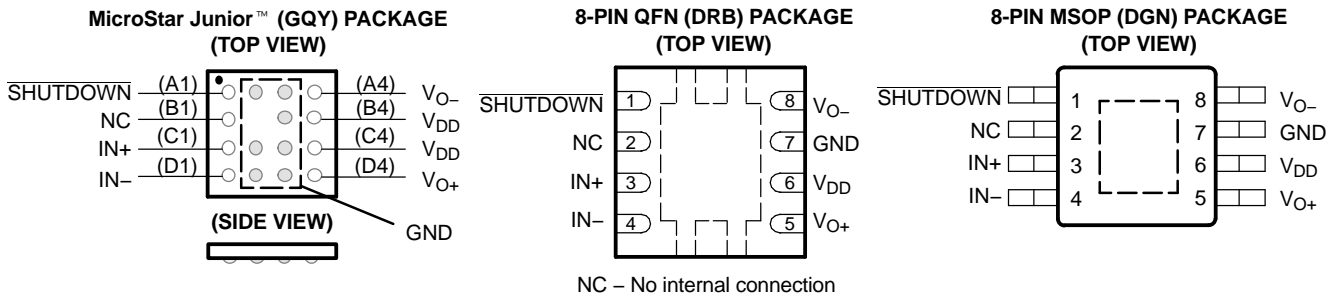 MicroStar Junior™ (GQY) PACKAGE
(TOP VIEW)
SHUTDOWN (A1) (A4) VO−
NC (B1) (B4) VDD
IN+ (C1) (C4) VDD
IN− (D1) (D4) VO+
(SIDE VIEW)
GND
8-PIN QFN (DRB) PACKAGE
(TOP VIEW)
SHUTDOWN 1 8 VO−
NC 2 7 GND
IN+ 3 6 VDD
IN− 4 5 VO+
NC – No internal connection
8-PIN MSOP (DGN) PACKAGE
(TOP VIEW)
SHUTDOWN 1 8 VO−
NC 2 7 GND
IN+ 3 6 VDD
IN− 4 5 VO+